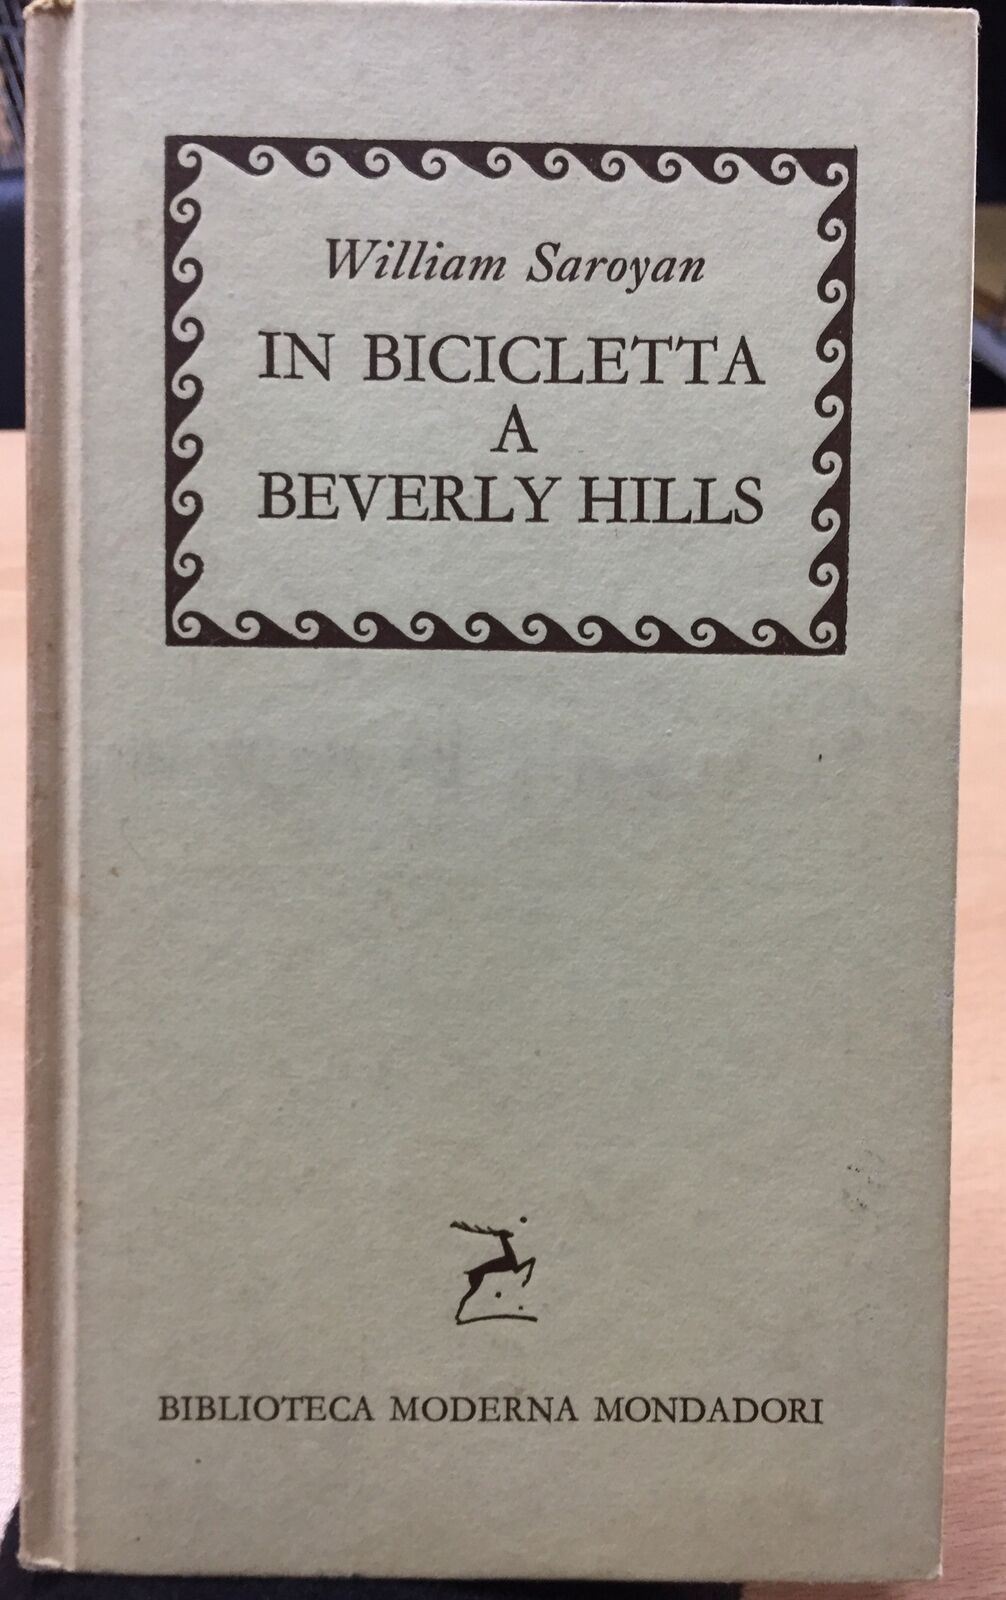 William Saroyan
IN BICICLETTA
A
BEVERLY HILLS
BIBLIOTECA MODERNA MONDADORI